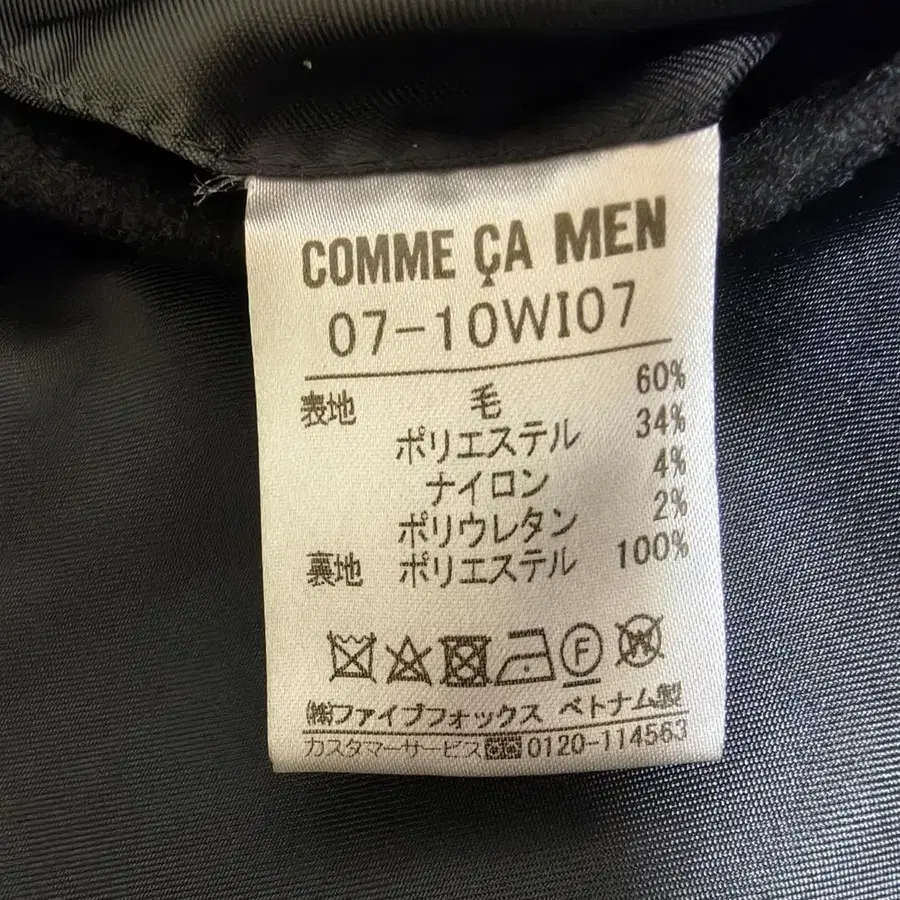 COMME ÇA MEN
07-10WI07
表地 毛 60%
ポリエステル 34%
ナイロン 4%
ポリウレタン 2%
裏地 ポリエステル 100%
F W
㈱ファイブフォックス ベトナム製
カスタマーサービス 0120-114563